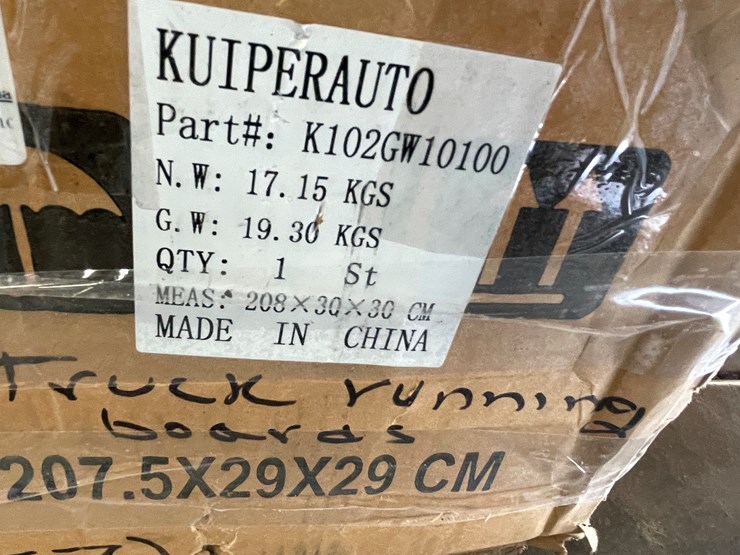 KUIPERAUTO
Part#: K102GW10100
N.W: 17.15 KGS
G.W: 19.30 KGS
QTY: 1 St
MEAS: 208×30×30 CM
MADE IN CHINA
Truck running
boards
207.5X29X29 CM